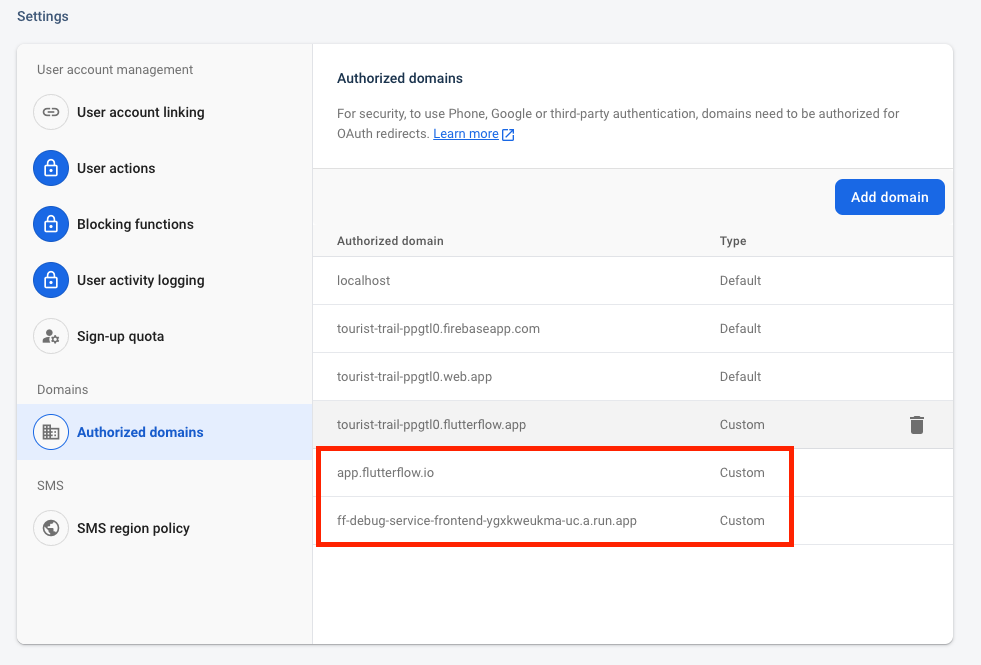 Settings
User account management
User account linking
User actions
Blocking functions
User activity logging
Sign-up quota
Domains
Authorized domains
SMS
SMS region policy
Authorized domains
For security, to use Phone, Google or third-party authentication, domains need to be authorized for
OAuth redirects. Learn more
Add domain
Authorized domain Type
localhost Default
tourist-trail-ppgtl0.firebaseapp.com Default
tourist-trail-ppgtl0.web.app Default
tourist-trail-ppgtl0.flutterflow.app Custom
app.flutterflow.io Custom
ff-debug-service-frontend-ygxkweukma-uc.a.run.app Custom